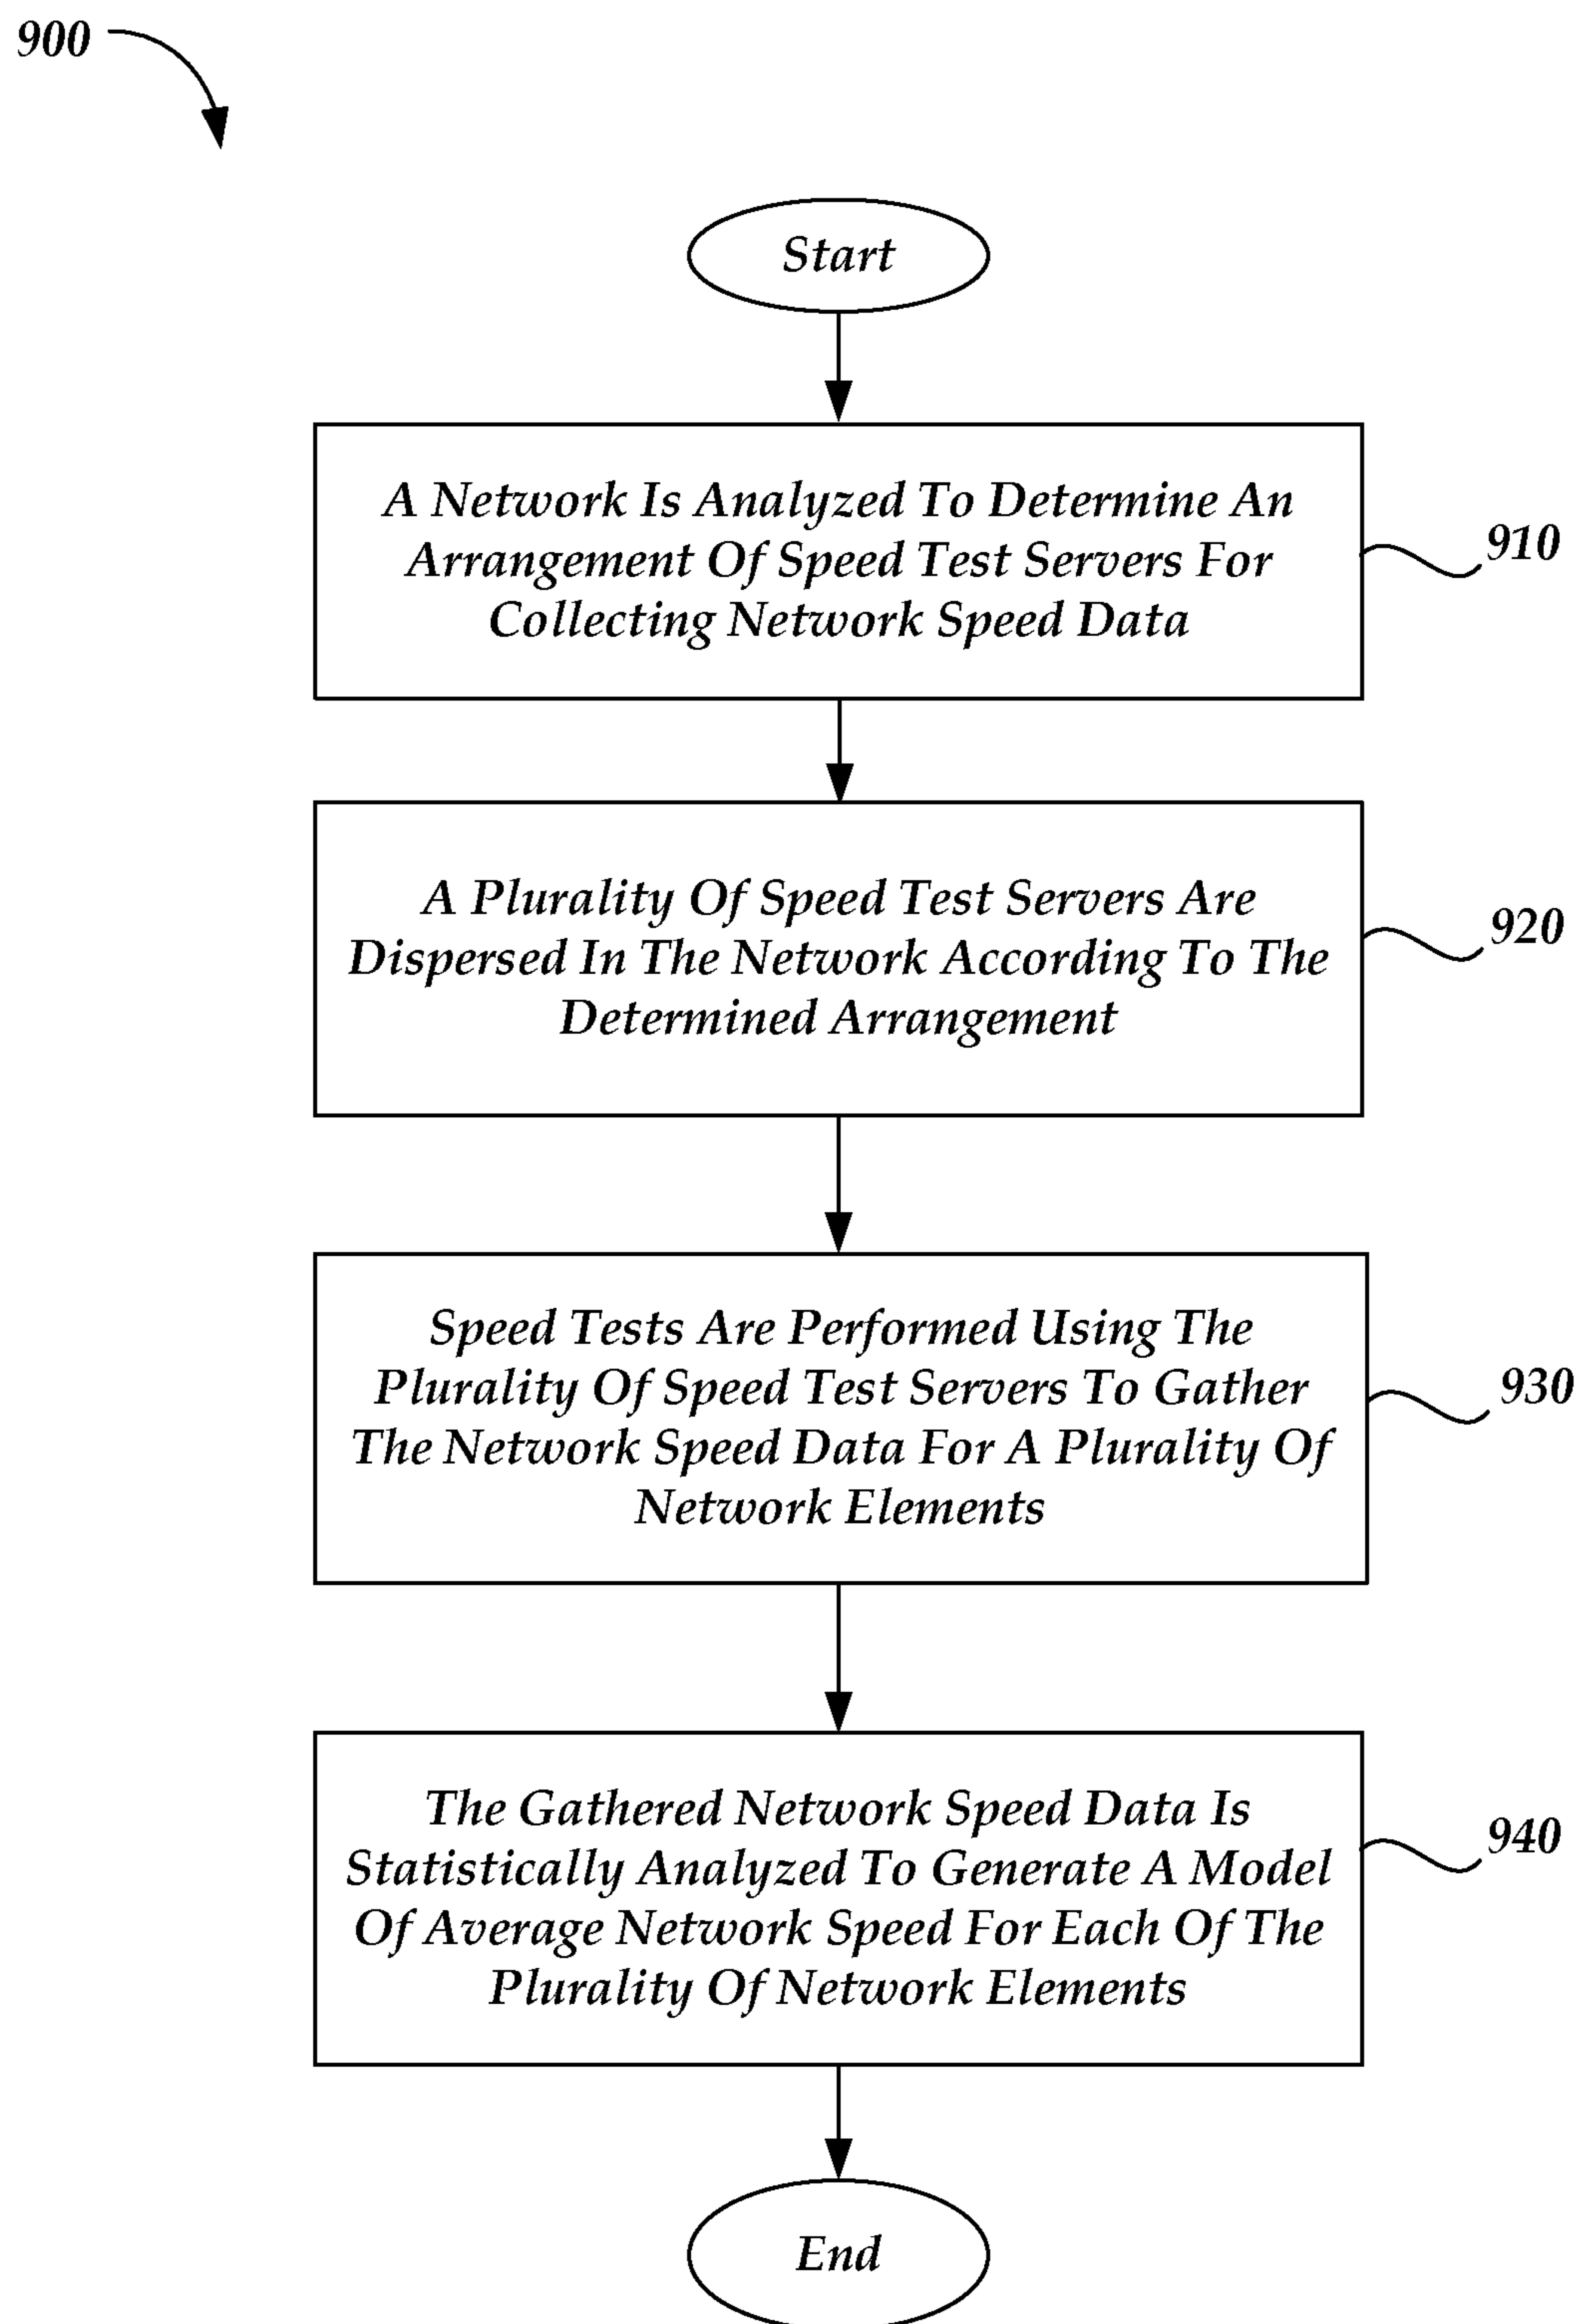 900
Start
A Network Is Analyzed To Determine An
Arrangement Of Speed Test Servers For
Collecting Network Speed Data
910
A Plurality Of Speed Test Servers Are
Dispersed In The Network According To The
Determined Arrangement
920
Speed Tests Are Performed Using The
Plurality Of Speed Test Servers To Gather
The Network Speed Data For A Plurality Of
Network Elements
930
The Gathered Network Speed Data Is
Statistically Analyzed To Generate A Model
Of Average Network Speed For Each Of The
Plurality Of Network Elements
940
End